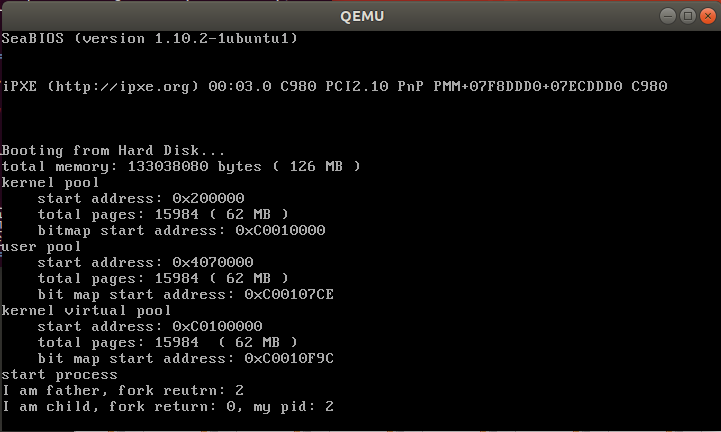 QEMU
SeaBIOS (version 1.10.2-1ubuntu1)
iPXE (http://ipxe.org) 00:03.0 C980 PCI2.10 PnP PMM+07F8DDD0+07ECDDD0 C980
Booting from Hard Disk...
total memory: 133038080 bytes ( 126 MB )
kernel pool
    start address: 0x200000
    total pages: 15984 ( 62 MB )
    bitmap start address: 0xC0010000
user pool
    start address: 0x4070000
    total pages: 15984 ( 62 MB )
    bit map start address: 0xC00107CE
kernel virtual pool
    start address: 0xC0100000
    total pages: 15984  ( 62 MB )
    bit map start address: 0xC0010F9C
start process
I am father, fork reutrn: 2
I am child, fork return: 0, my pid: 2